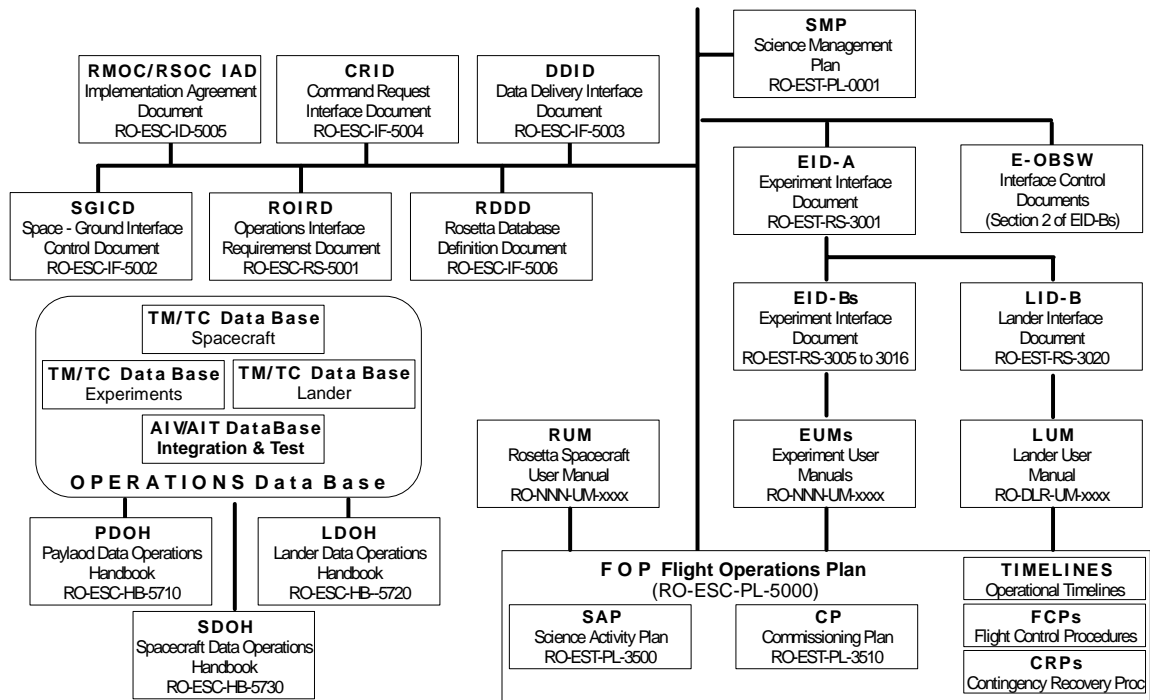 SMP
Science Management
Plan
RO-EST-PL-0001
RMOC/RSOC IAD
Implementation Agreement
Document
RO-ESC-ID-5005
CRID
Command Request
Interface Document
RO-ESC-IF-5004
DDID
Data Delivery Interface
Document
RO-ESC-IF-5003
EID-A
Experiment Interface
Document
RO-EST-RS-3001
E-OBSW
Interface Control
Documents
(Section 2 of EID-Bs)
SGICD
Space - Ground Interface
Control Document
RO-ESC-IF-5002
ROIRD
Operations Interface
Requiremenst Document
RO-ESC-RS-5001
RDDD
Rosetta Database
Definition Document
RO-ESC-IF-5006
EID-Bs
Experiment Interface
Document
RO-EST-RS-3005 to 3016
LID-B
Lander Interface
Document
RO-EST-RS-3020
TM/TC Data Base
Spacecraft
TM/TC Data Base
Experiments
TM/TC Data Base
Lander
AIV/AIT DataBase
Integration & Test
OPERATIONS Data Base
RUM
Rosetta Spacecraft
User Manual
RO-NNN-UM-xxxx
EUMs
Experiment User
Manuals
RO-NNN-UM-xxxx
LUM
Lander User
Manual
RO-DLR-UM-xxxx
PDOH
Paylaod Data Operations
Handbook
RO-ESC-HB-5710
LDOH
Lander Data Operations
Handbook
RO-ESC-HB--5720
SDOH
Spacecraft Data Operations
Handbook
RO-ESC-HB-5730
FOP Flight Operations Plan
(RO-ESC-PL-5000)
SAP
Science Activity Plan
RO-EST-PL-3500
CP
Commissioning Plan
RO-EST-PL-3510
TIMELINES
Operational Timelines
FCPs
Flight Control Procedures
CRPs
Contingency Recovery Proc